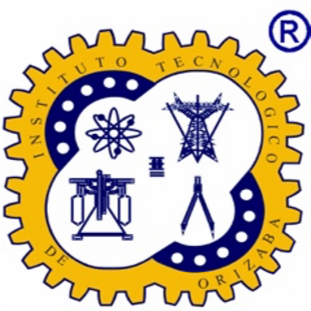 ®
INSTITUTO TECNOLOGICO
DE ORIZABA